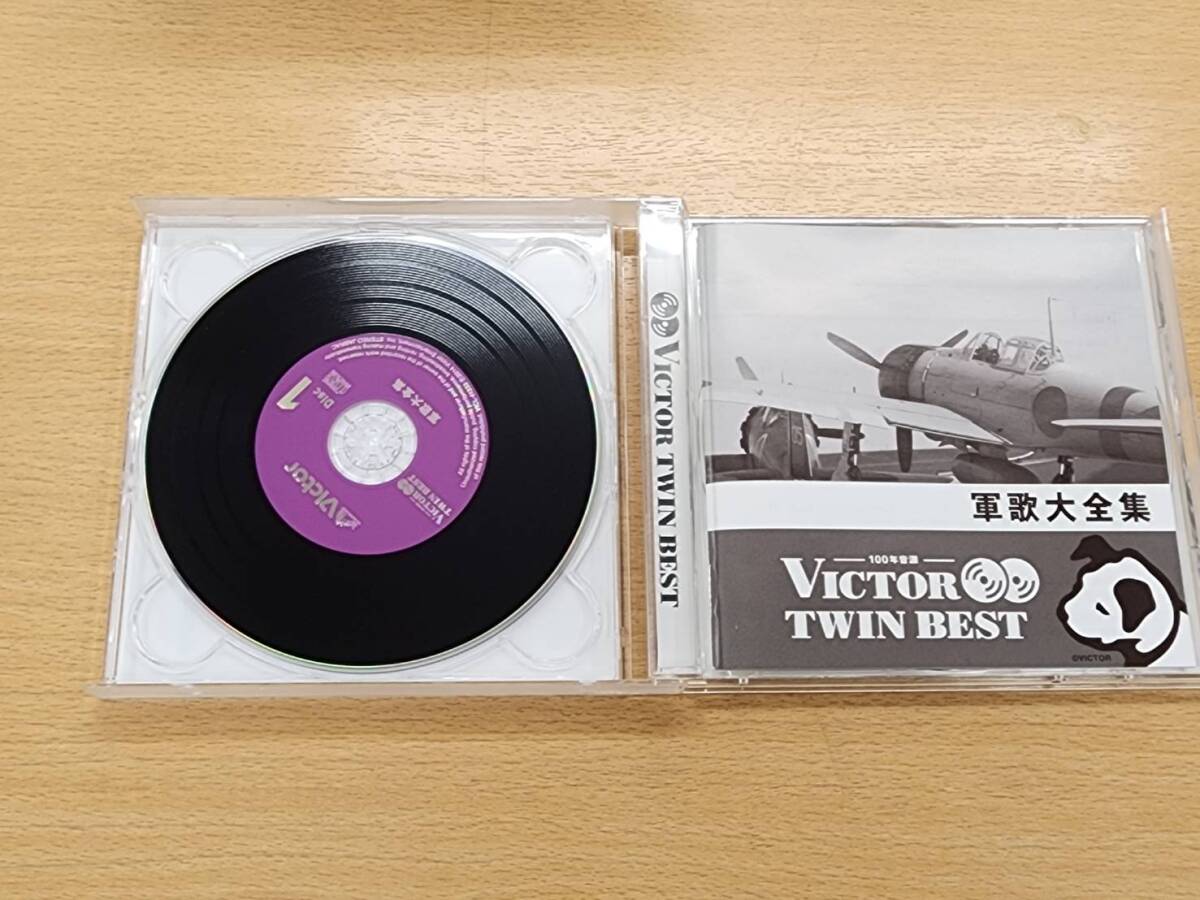 Victor
VICTOR
TWIN BEST
軍歌大全集
Disc
1
VICTOR TWIN BEST
軍歌大全集
100年音源
VICTOR
TWIN BEST
©VICTOR